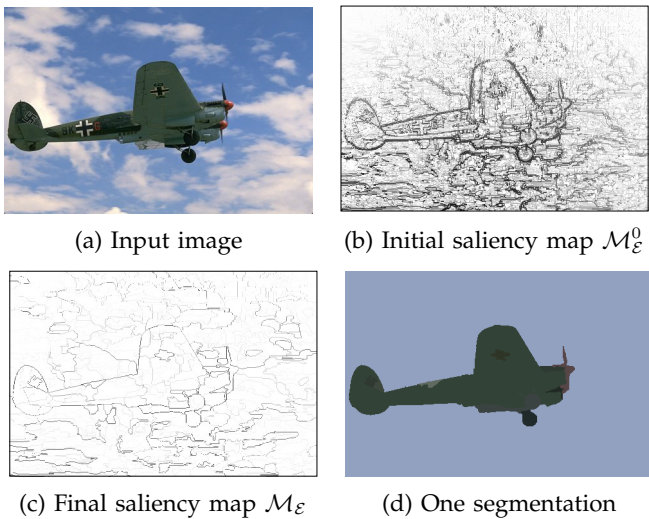 (a) Input image
(b) Initial saliency map $\mathcal{M}_{\mathcal{E}}^{0}$
(c) Final saliency map $\mathcal{M}_{\mathcal{E}}$
(d) One segmentation